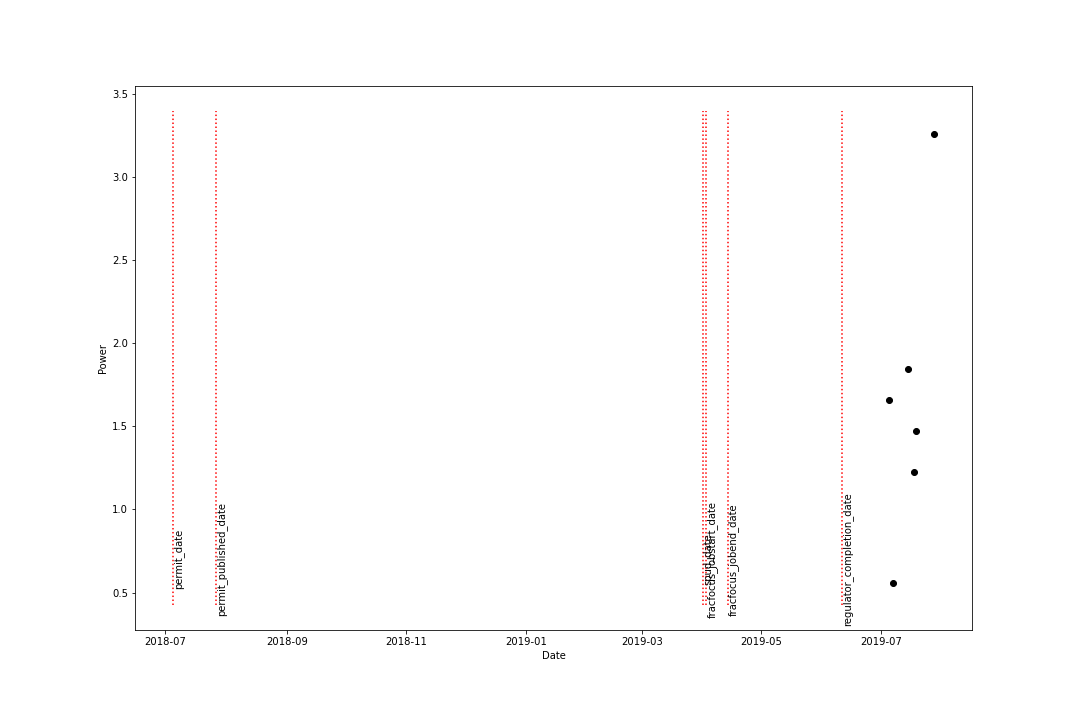 3.5
3.0
2.5
2.0
1.5
1.0
0.5
Power
permit_date
permit_published_date
fracfocus_jobstart_date
fracfocus_jobend_date
regulator_completion_date
2018-07
2018-09
2018-11
2019-01
2019-03
2019-05
2019-07
Date